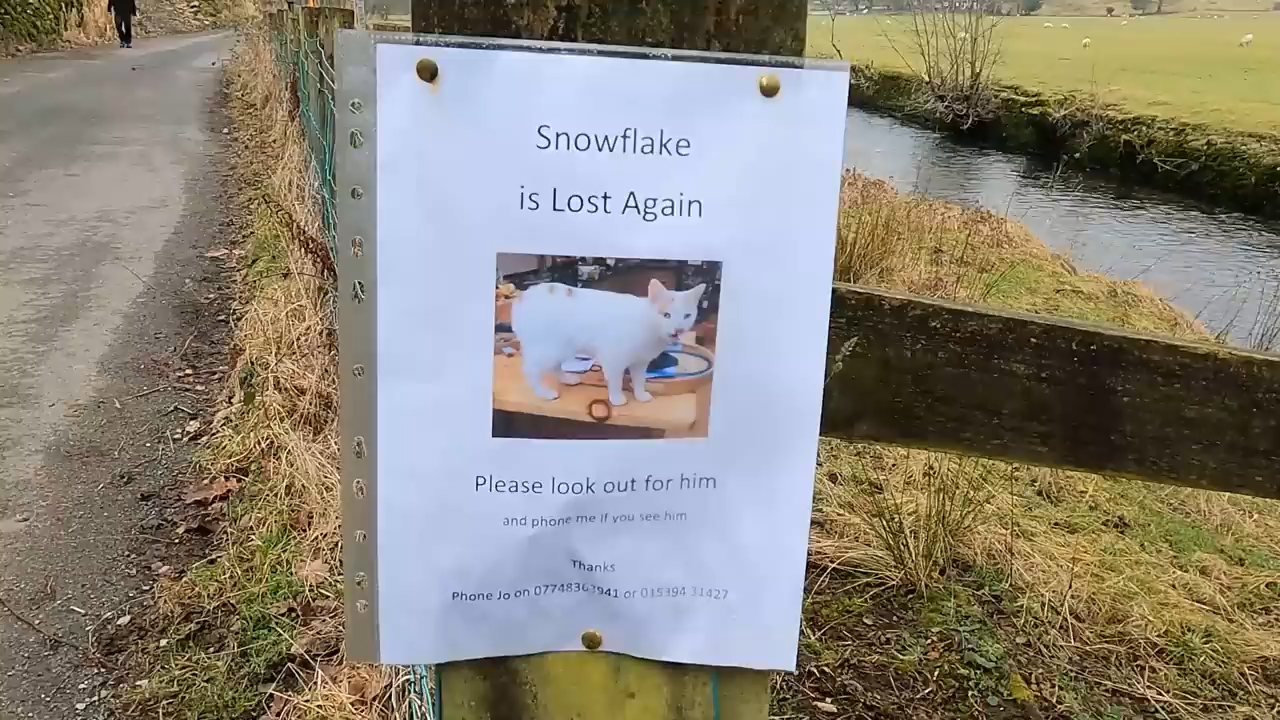 Snowflake
is Lost Again
Please look out for him
and phone me if you see him
Thanks
Phone Jo on or 015394 31427